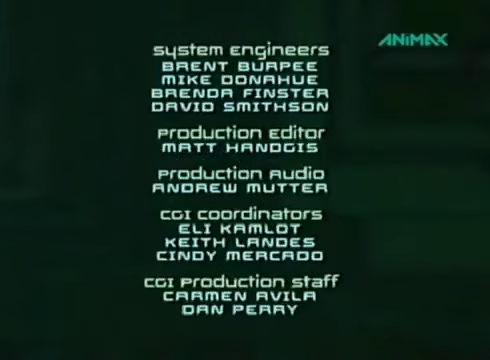 ANIMAX
system engineers
BRENT BURPEE
MIKE DONAHUE
BRENDA FINSTER
DAVID SMITHSON
production editor
MATT HANDGIS
production audio
ANDREW MUTTER
CGI coordinators
ELI KAMLOT
KEITH LANDES
CINDY MERCADO
CGI production staff
CARMEN AVILA
DAN PERRY